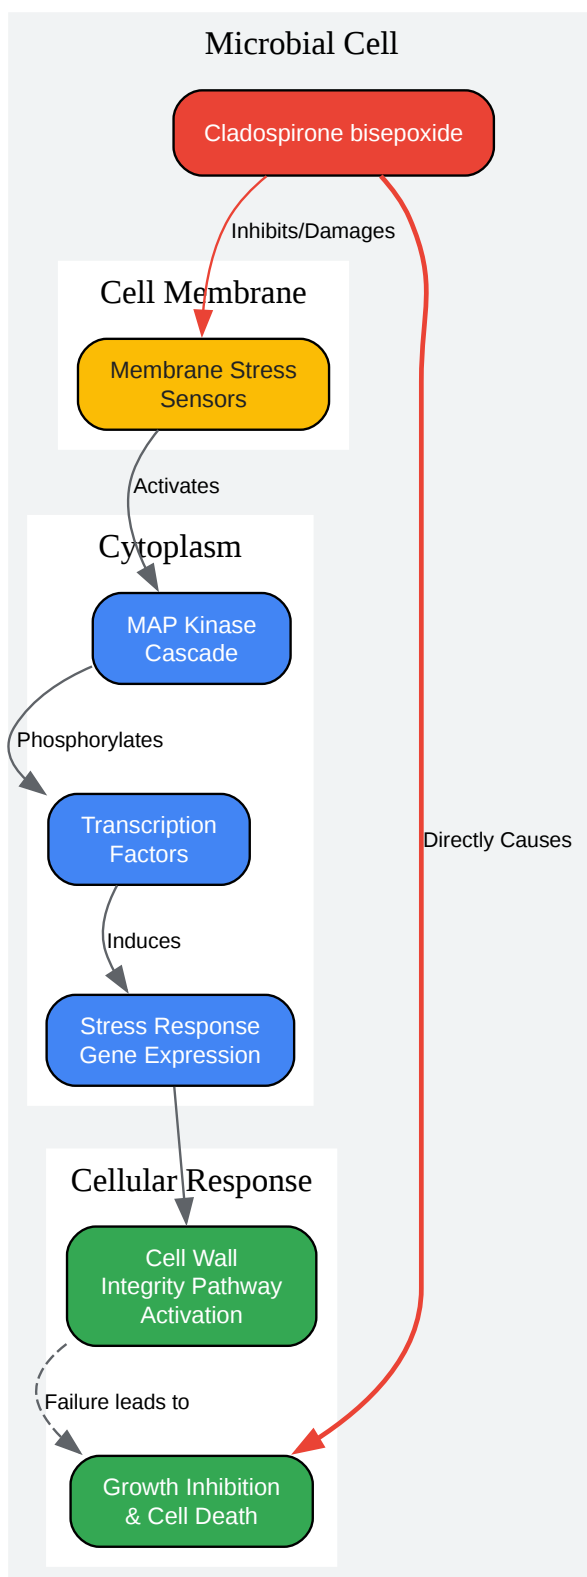 Microbial Cell
Cladospirone bisepoxide
Inhibits/Damages
Cell Membrane
Membrane Stress
Sensors
Activates
Cytoplasm
MAP Kinase
Cascade
Phosphorylates
Transcription
Factors
Directly Causes
Induces
Stress Response
Gene Expression
Cellular Response
Cell Wall
Integrity Pathway
Activation
Failure leads to
Growth Inhibition
& Cell Death